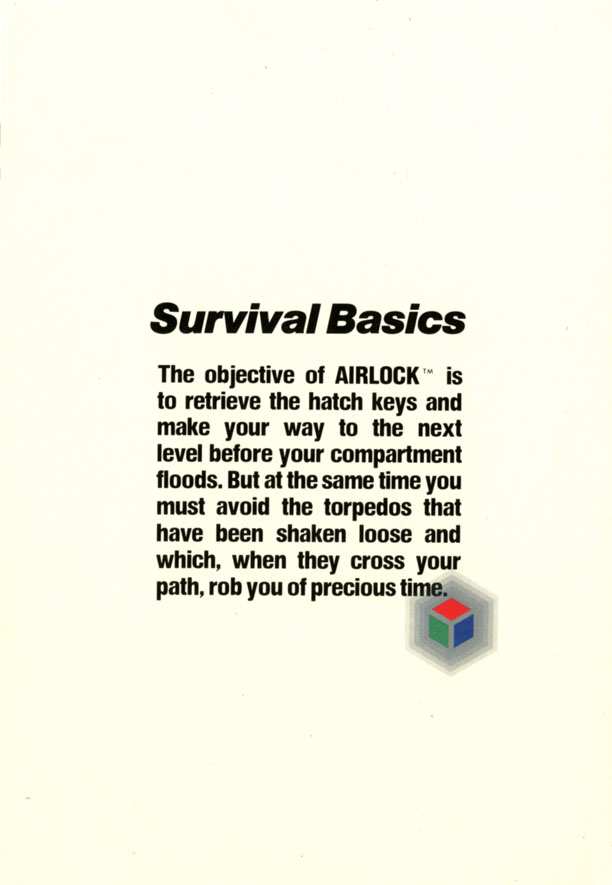 Survival Basics
The objective of AIRLOCK™ is
to retrieve the hatch keys and
make your way to the next
level before your compartment
floods. But at the same time you
must avoid the torpedos that
have been shaken loose and
which, when they cross your
path, rob you of precious time.